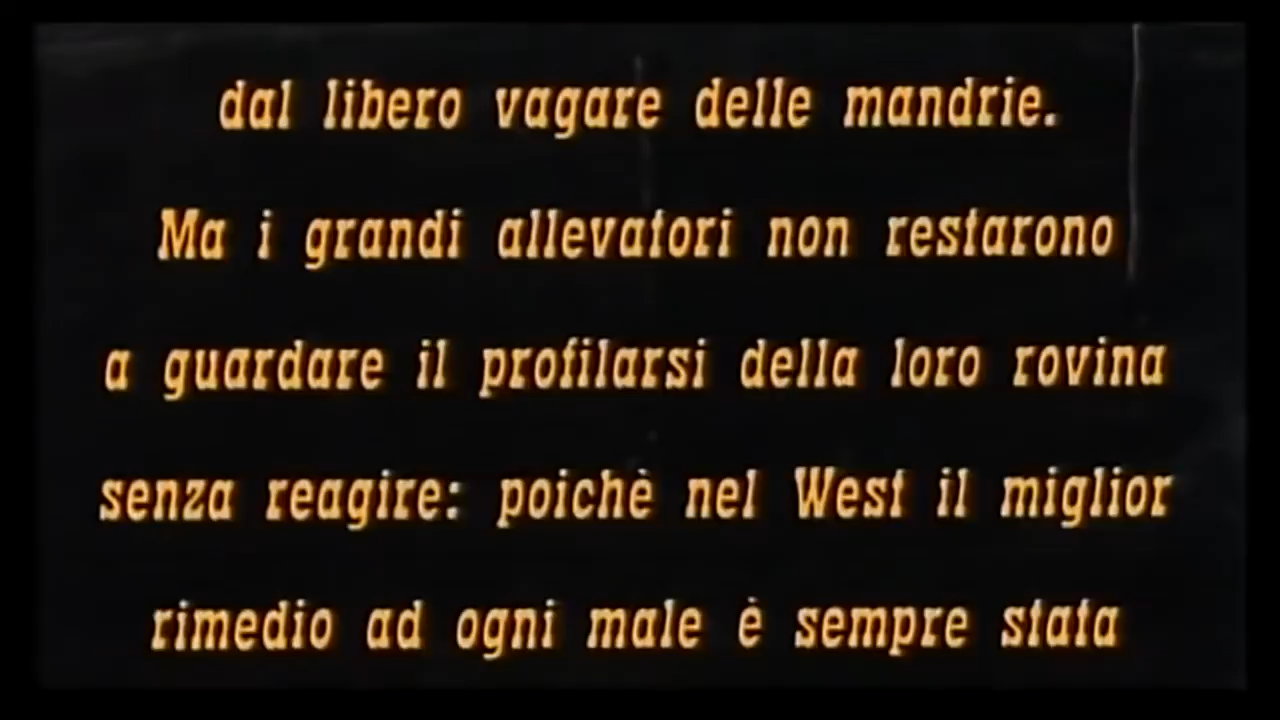 dal libero vagare delle mandrie.
Ma i grandi allevatori non restarono
a guardare il profilarsi della loro rovina
senza reagire: poichè nel West il miglior
rimedio ad ogni male è sempre stata